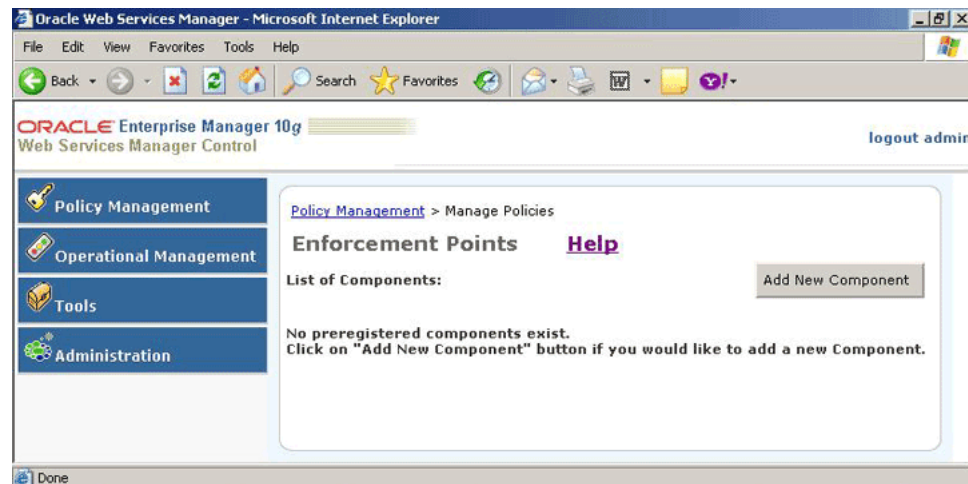 Oracle Web Services Manager - Microsoft Internet Explorer
File Edit View Favorites Tools Help
Back Search Favorites
ORACLE Enterprise Manager 10g
Web Services Manager Control
logout admin
Policy Management
Operational Management
Tools
Administration
Policy Management > Manage Policies
Enforcement Points Help
List of Components:
Add New Component
No preregistered components exist.
Click on "Add New Component" button if you would like to add a new Component.
Done